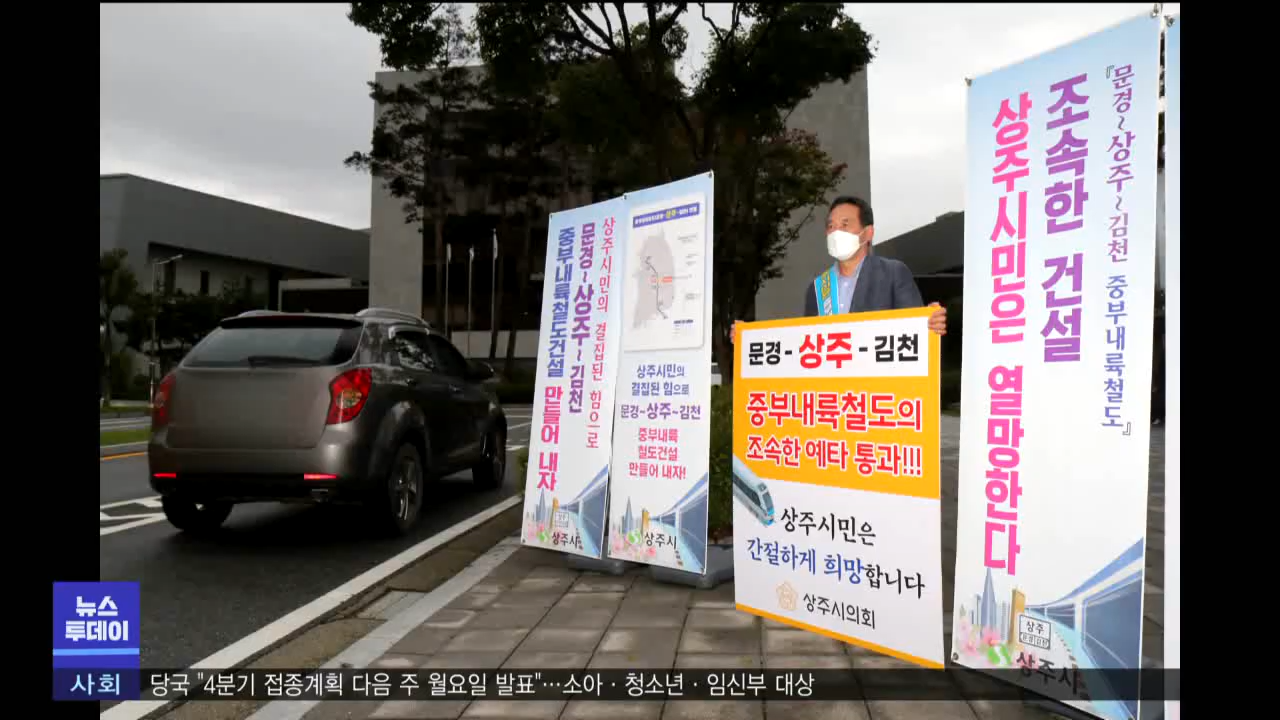 상주시민의 결집된 힘으로
문경~상주~김천
중부내륙철도건설 만들어 내자
상주시
상주시민의
결집된 힘으로
문경~상주~김천
중부내륙
철도건설
만들어 내자!
상주시
문경-상주-김천
중부내륙철도의
조속한 예타 통과!!!
상주시민은
간절하게 희망합니다
상주시의회
『문경~상주~김천 중부내륙철도』
조속한 건설
상주시민은 열망한다
상주
상주시
뉴스
투데이
사회
당국 "4분기 접종계획 다음 주 월요일 발표"…소아·청소년·임신부 대상